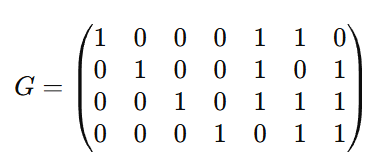 G =
1 0 0 0 1 1 0
0 1 0 0 1 0 1
0 0 1 0 1 1 1
0 0 0 1 0 1 1